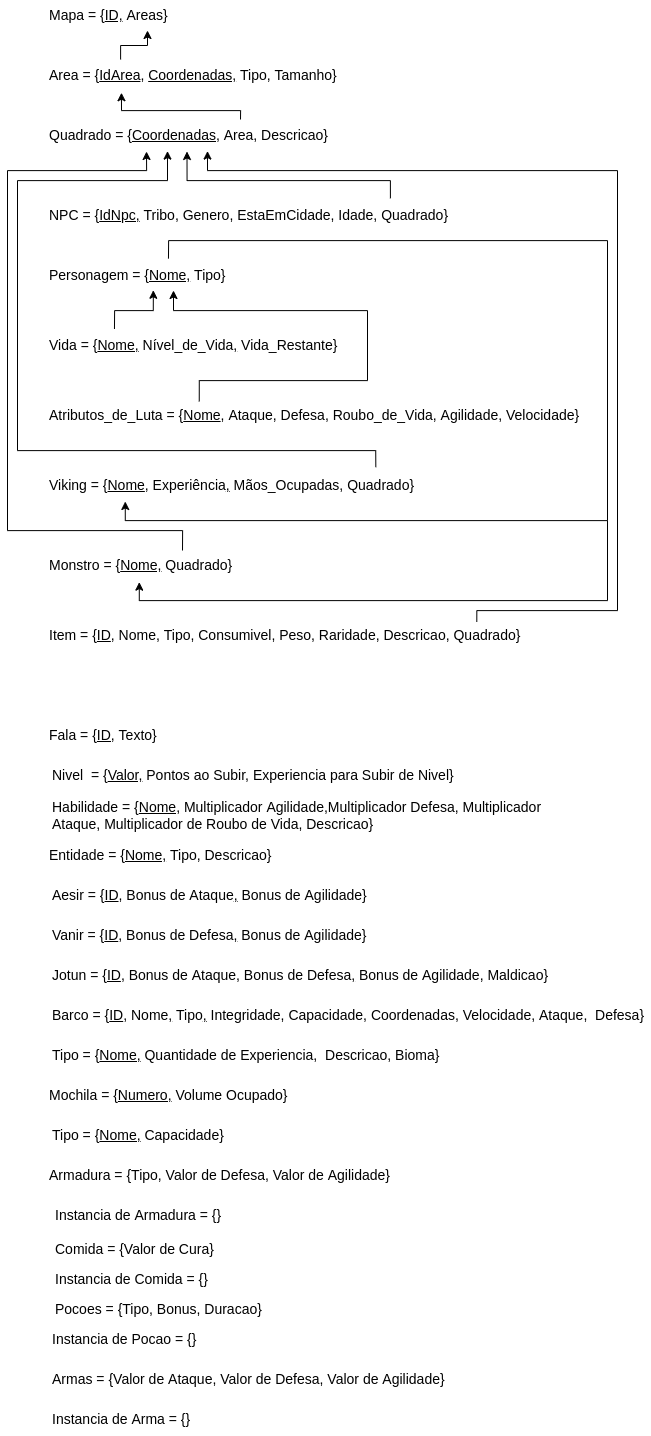 Mapa = {ID, Areas}
Area = {IdArea, Coordenadas, Tipo, Tamanho}
Quadrado = {Coordenadas, Area, Descricao}
NPC = {IdNpc, Tribo, Genero, EstaEmCidade, Idade, Quadrado}
Personagem = {Nome, Tipo}
Vida = {Nome, Nível_de_Vida, Vida_Restante}
Atributos_de_Luta = {Nome, Ataque, Defesa, Roubo_de_Vida, Agilidade, Velocidade}
Viking = {Nome, Experiência, Mãos_Ocupadas, Quadrado}
Monstro = {Nome, Quadrado}
Item = {ID, Nome, Tipo, Consumivel, Peso, Raridade, Descricao, Quadrado}
Fala = {ID, Texto}
Nivel  = {Valor, Pontos ao Subir, Experiencia para Subir de Nivel}
Habilidade = {Nome, Multiplicador Agilidade,Multiplicador Defesa, Multiplicador
Ataque, Multiplicador de Roubo de Vida, Descricao}
Entidade = {Nome, Tipo, Descricao}
Aesir = {ID, Bonus de Ataque, Bonus de Agilidade}
Vanir = {ID, Bonus de Defesa, Bonus de Agilidade}
Jotun = {ID, Bonus de Ataque, Bonus de Defesa, Bonus de Agilidade, Maldicao}
Barco = {ID, Nome, Tipo, Integridade, Capacidade, Coordenadas, Velocidade, Ataque,  Defesa}
Tipo = {Nome, Quantidade de Experiencia,  Descricao, Bioma}
Mochila = {Numero, Volume Ocupado}
Tipo = {Nome, Capacidade}
Armadura = {Tipo, Valor de Defesa, Valor de Agilidade}
Instancia de Armadura = {}
Comida = {Valor de Cura}
Instancia de Comida = {}
Pocoes = {Tipo, Bonus, Duracao}
Instancia de Pocao = {}
Armas = {Valor de Ataque, Valor de Defesa, Valor de Agilidade}
Instancia de Arma = {}